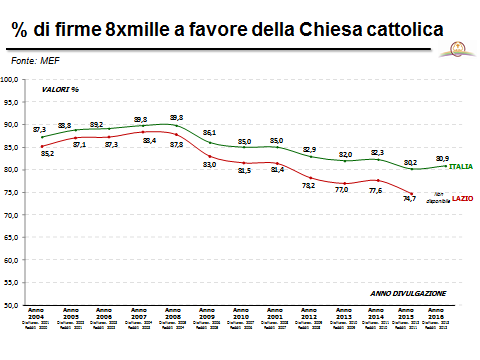 % di firme 8xmille a favore della Chiesa cattolica
Fonte: MEF
VALORI %
100,0
95,0
90,0
85,0
80,0
75,0
70,0
65,0
60,0
55,0
50,0
87,3 88,8 89,2 89,8 89,8 86,1 85,0 85,0 82,9 82,0 82,3 80,2 80,9 ITALIA
85,2 87,1 87,3 88,4 87,8 83,0 81,5 81,4 78,2 77,0 77,6 74,7 Non disponibile LAZIO
ANNO DIVULGAZIONE
Anno Anno Anno Anno Anno Anno Anno Anno Anno Anno Anno Anno Anno
2004 2005 2006 2007 2008 2009 2010 2001 2012 2013 2014 2015 2016